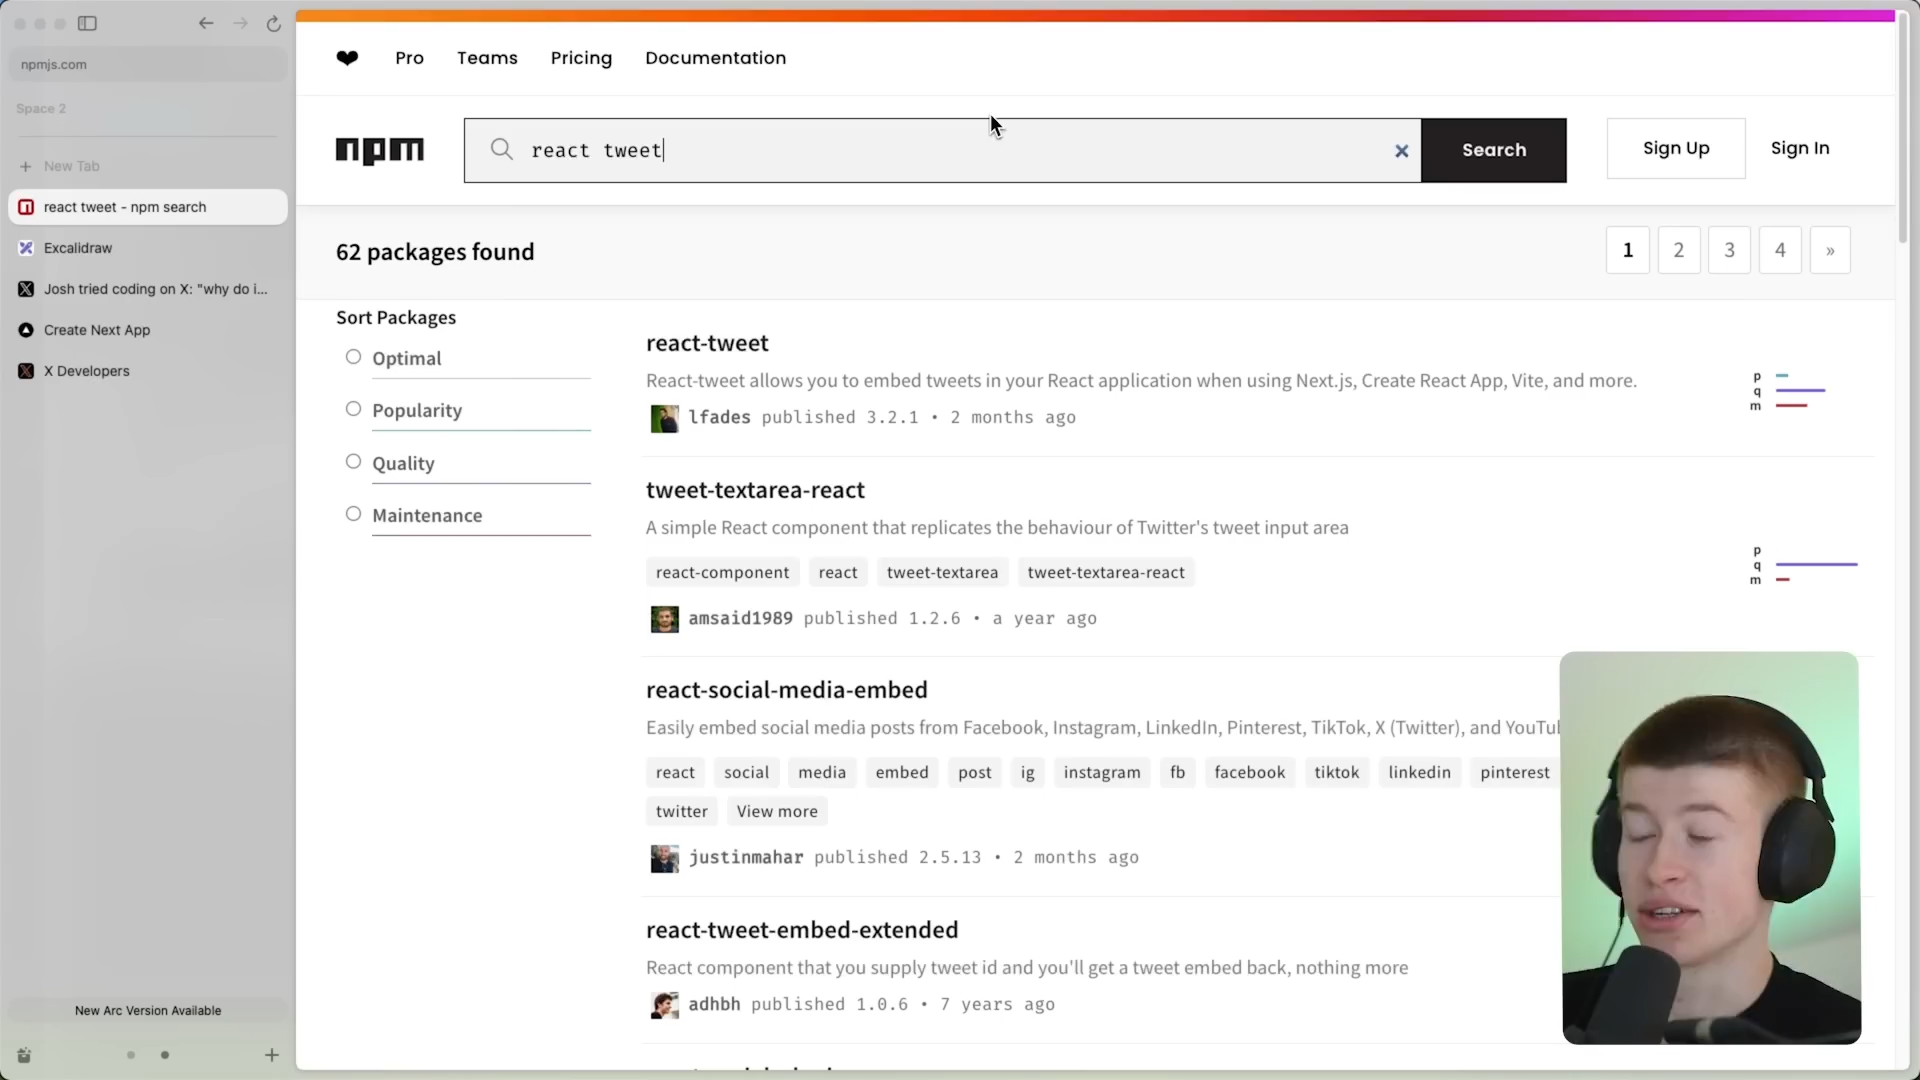 npmjs.com
Space 2
New Tab
react tweet - npm search
Excalidraw
Josh tried coding on X: "why do i...
Create Next App
X Developers
New Arc Version Available
Pro Teams Pricing Documentation
npm
react tweet
Search
Sign Up
Sign In
62 packages found
1 2 3 4 »
Sort Packages
Optimal
Popularity
Quality
Maintenance
react-tweet
React-tweet allows you to embed tweets in your React application when using Next.js, Create React App, Vite, and more.
lfades published 3.2.1 • 2 months ago
p
q
m
tweet-textarea-react
A simple React component that replicates the behaviour of Twitter's tweet input area
react-component react tweet-textarea tweet-textarea-react
amsaid1989 published 1.2.6 • a year ago
p
q
m
react-social-media-embed
Easily embed social media posts from Facebook, Instagram, LinkedIn, Pinterest, TikTok, X (Twitter), and
react social media embed post ig instagram fb facebook tiktok linkedin pinterest
twitter View more
justinmahar published 2.5.13 • 2 months ago
react-tweet-embed-extended
React component that you supply tweet id and you'll get a tweet embed back, nothing more
adhbh published 1.0.6 • 7 years ago